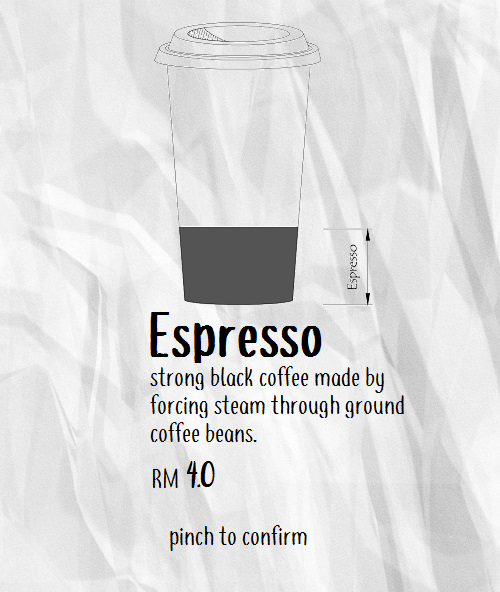 Espresso
Espresso
strong black coffee made by
forcing steam through ground
coffee beans.
RM 4.0
pinch to confirm